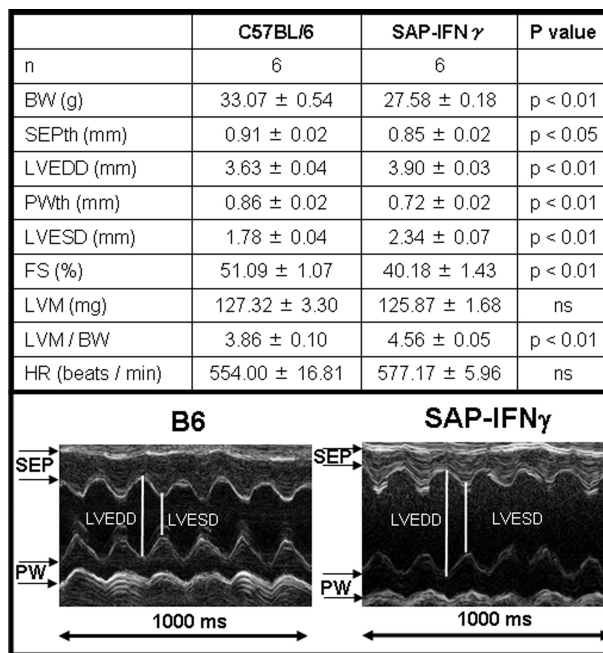 C57BL/6 SAP-IFN γ P value
n 6 6
BW (g) 33.07 ± 0.54 27.58 ± 0.18 p < 0.01
SEPth (mm) 0.91 ± 0.02 0.85 ± 0.02 p < 0.05
LVEDD (mm) 3.63 ± 0.04 3.90 ± 0.03 p < 0.01
PWth (mm) 0.86 ± 0.02 0.72 ± 0.02 p < 0.01
LVESD (mm) 1.78 ± 0.04 2.34 ± 0.07 p < 0.01
FS (%) 51.09 ± 1.07 40.18 ± 1.43 p < 0.01
LVM (mg) 127.32 ± 3.30 125.87 ± 1.68 ns
LVM / BW 3.86 ± 0.10 4.56 ± 0.05 p < 0.01
HR (beats / min) 554.00 ± 16.81 577.17 ± 5.96 ns
B6 SAP-IFNγ
SEP SEP
LVEDD LVESD LVEDD LVESD
PW PW
1000 ms 1000 ms